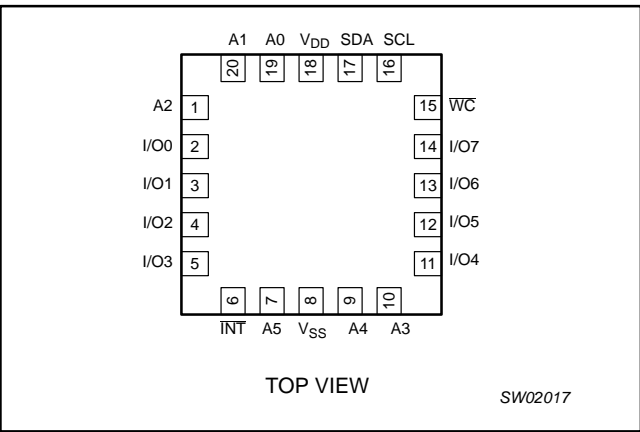 A1 A0 VDD SDA SCL
20 19 18 17 16
A2 1 15 W̅C̅
I/O0 2 14 I/O7
I/O1 3 13 I/O6
I/O2 4 12 I/O5
I/O3 5 11 I/O4
6 7 8 9 10
I̅N̅T̅ A5 VSS A4 A3
TOP VIEW
SW02017